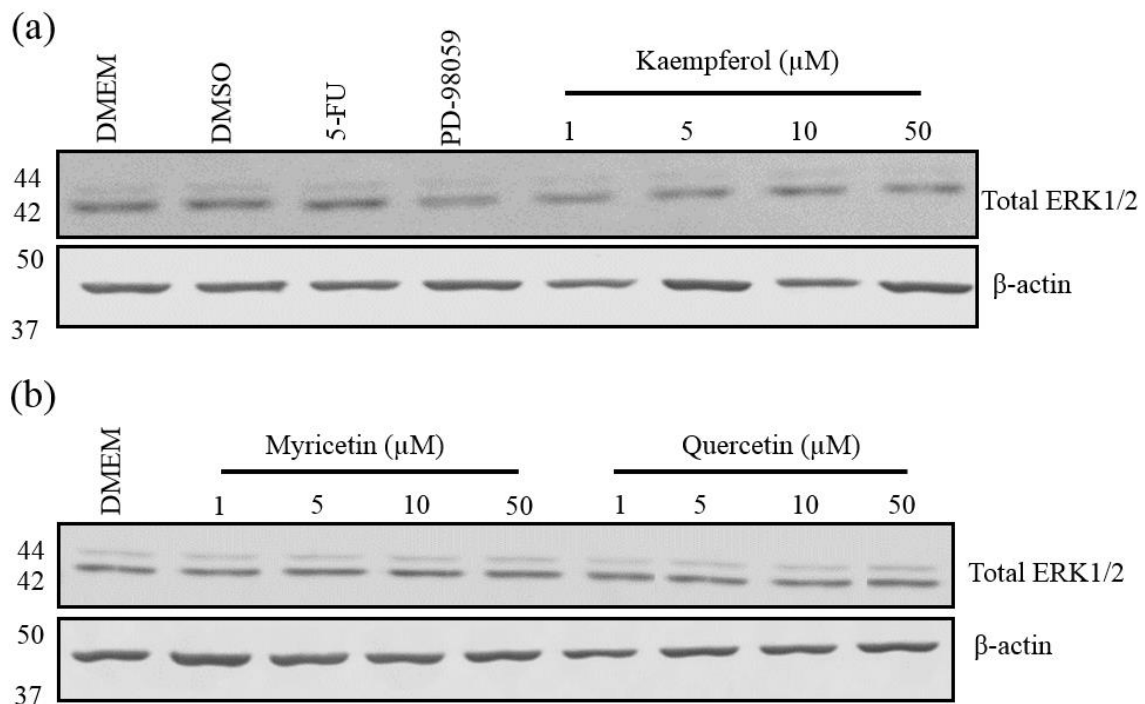 (a)
DMEM DMSO 5-FU PD-98059 Kaempferol (μM)
1 5 10 50
44
42
Total ERK1/2
50
37
β-actin
(b)
DMEM Myricetin (μM) Quercetin (μM)
1 5 10 50 1 5 10 50
44
42
Total ERK1/2
50
37
β-actin